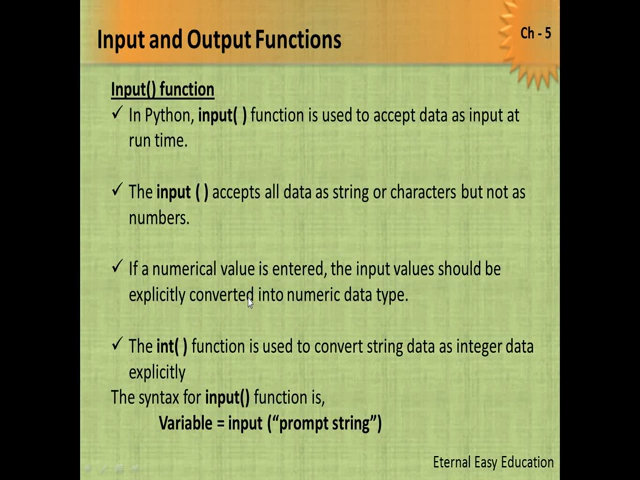 Input and Output Functions
Ch - 5
Input() function
✓ In Python, input( ) function is used to accept data as input at
run time.
✓ The input ( ) accepts all data as string or characters but not as
numbers.
✓ If a numerical value is entered, the input values should be
explicitly converted into numeric data type.
✓ The int( ) function is used to convert string data as integer data
explicitly
The syntax for input() function is,
Variable = input (“prompt string”)
Eternal Easy Education